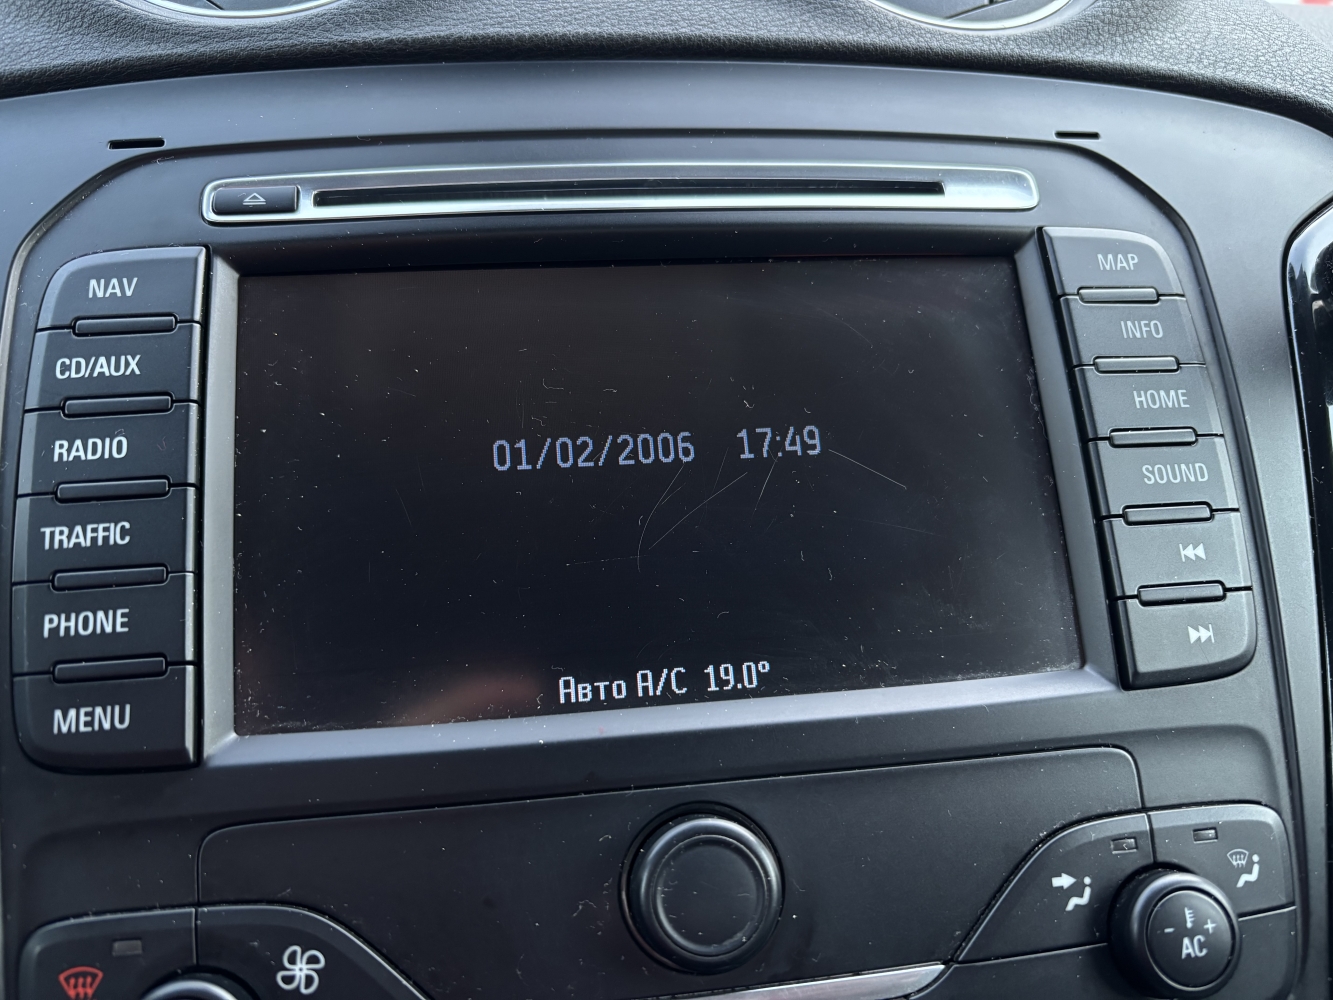 NAV
CD/AUX
RADIO
TRAFFIC
PHONE
MENU
01/02/2006 17:49
Авто A/C 19.0°
MAP
INFO
HOME
SOUND
- +
AC